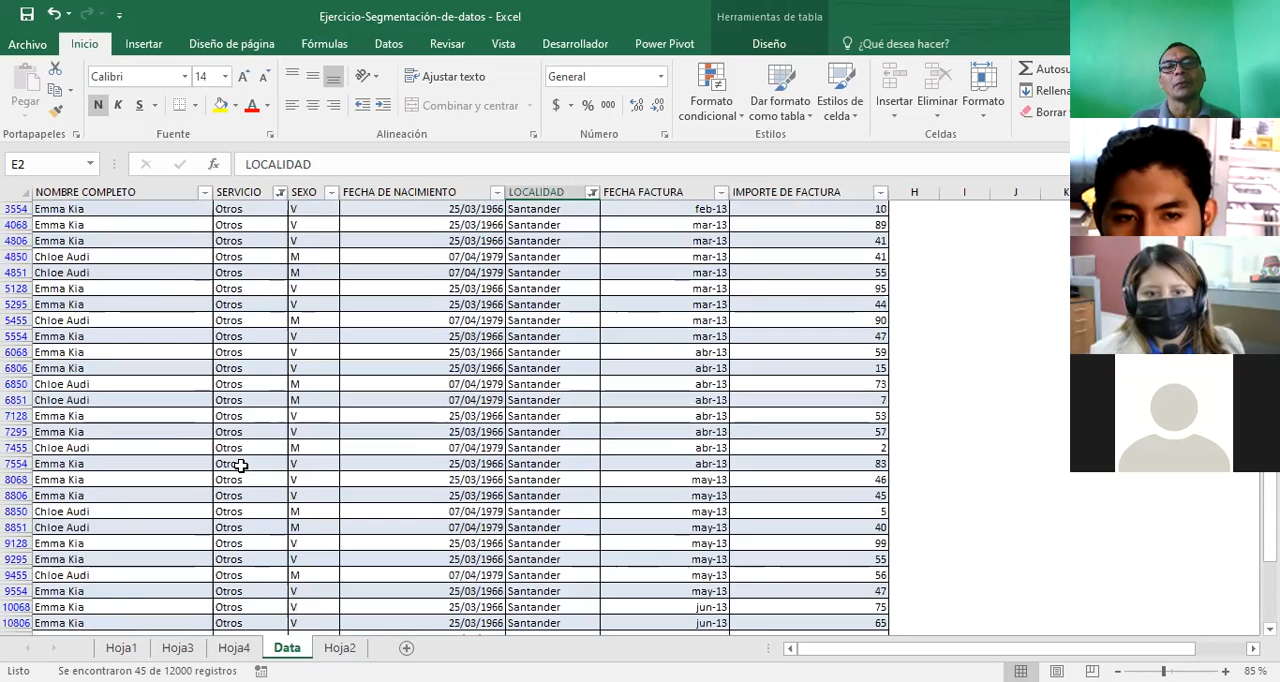 Ejercicio-Segmentación-de-datos - Excel
Herramientas de tabla
Archivo Inicio Insertar Diseño de página Fórmulas Datos Revisar Vista Desarrollador Power Pivot Diseño ¿Qué desea hacer?
Pegar
Calibri 14
N K S
Ajustar texto
Combinar y centrar
General
$ % 000
Formato condicional
Dar formato como tabla
Estilos de celda
Insertar Eliminar Formato
Autosu
Rellena
Borrar
Portapapeles Fuente Alineación Número Estilos Celdas
E2 fx LOCALIDAD
NOMBRE COMPLETO SERVICIO SEXO FECHA DE NACIMIENTO LOCALIDAD FECHA FACTURA IMPORTE DE FACTURA H I J K
3554 Emma Kia Otros V 25/03/1966 Santander feb-13 10
4068 Emma Kia Otros V 25/03/1966 Santander mar-13 89
4806 Emma Kia Otros V 25/03/1966 Santander mar-13 41
4850 Chloe Audi Otros M 07/04/1979 Santander mar-13 41
4851 Chloe Audi Otros M 07/04/1979 Santander mar-13 55
5128 Emma Kia Otros V 25/03/1966 Santander mar-13 95
5295 Emma Kia Otros V 25/03/1966 Santander mar-13 44
5455 Chloe Audi Otros M 07/04/1979 Santander mar-13 90
5554 Emma Kia Otros V 25/03/1966 Santander mar-13 47
6068 Emma Kia Otros V 25/03/1966 Santander abr-13 59
6806 Emma Kia Otros V 25/03/1966 Santander abr-13 15
6850 Chloe Audi Otros M 07/04/1979 Santander abr-13 73
6851 Chloe Audi Otros M 07/04/1979 Santander abr-13 7
7128 Emma Kia Otros V 25/03/1966 Santander abr-13 53
7295 Emma Kia Otros V 25/03/1966 Santander abr-13 57
7455 Chloe Audi Otros M 07/04/1979 Santander abr-13 2
7554 Emma Kia Otros V 25/03/1966 Santander abr-13 83
8068 Emma Kia Otros V 25/03/1966 Santander may-13 46
8806 Emma Kia Otros V 25/03/1966 Santander may-13 45
8850 Chloe Audi Otros M 07/04/1979 Santander may-13 5
8851 Chloe Audi Otros M 07/04/1979 Santander may-13 40
9128 Emma Kia Otros V 25/03/1966 Santander may-13 99
9295 Emma Kia Otros V 25/03/1966 Santander may-13 55
9455 Chloe Audi Otros M 07/04/1979 Santander may-13 56
9554 Emma Kia Otros V 25/03/1966 Santander may-13 47
10068 Emma Kia Otros V 25/03/1966 Santander jun-13 75
10806 Emma Kia Otros V 25/03/1966 Santander jun-13 65
Hoja1 Hoja3 Hoja4 Data Hoja2
Listo Se encontraron 45 de 12000 registros 85 %